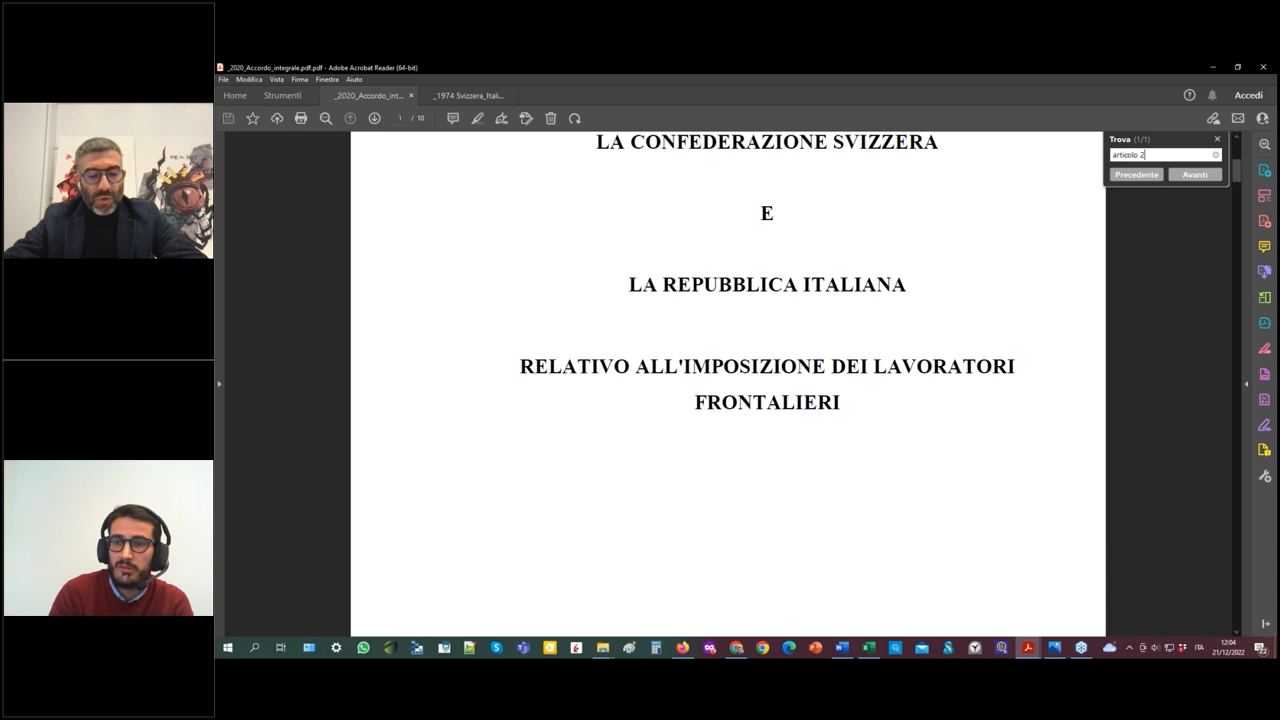 _2020_Accordo_integrale.pdf.pdf - Adobe Acrobat Reader (64-bit)
File Modifica Vista Firma Finestra Aiuto
Home Strumenti _2020_Accordo_int... × _1974 Svizzera_Itali... Accedi
1 / 10
LA CONFEDERAZIONE SVIZZERA
E
LA REPUBBLICA ITALIANA
RELATIVO ALL'IMPOSIZIONE DEI LAVORATORI
FRONTALIERI
Trova (1/1)
articolo 2
Precedente Avanti
ITA
12:04
21/12/2022
22